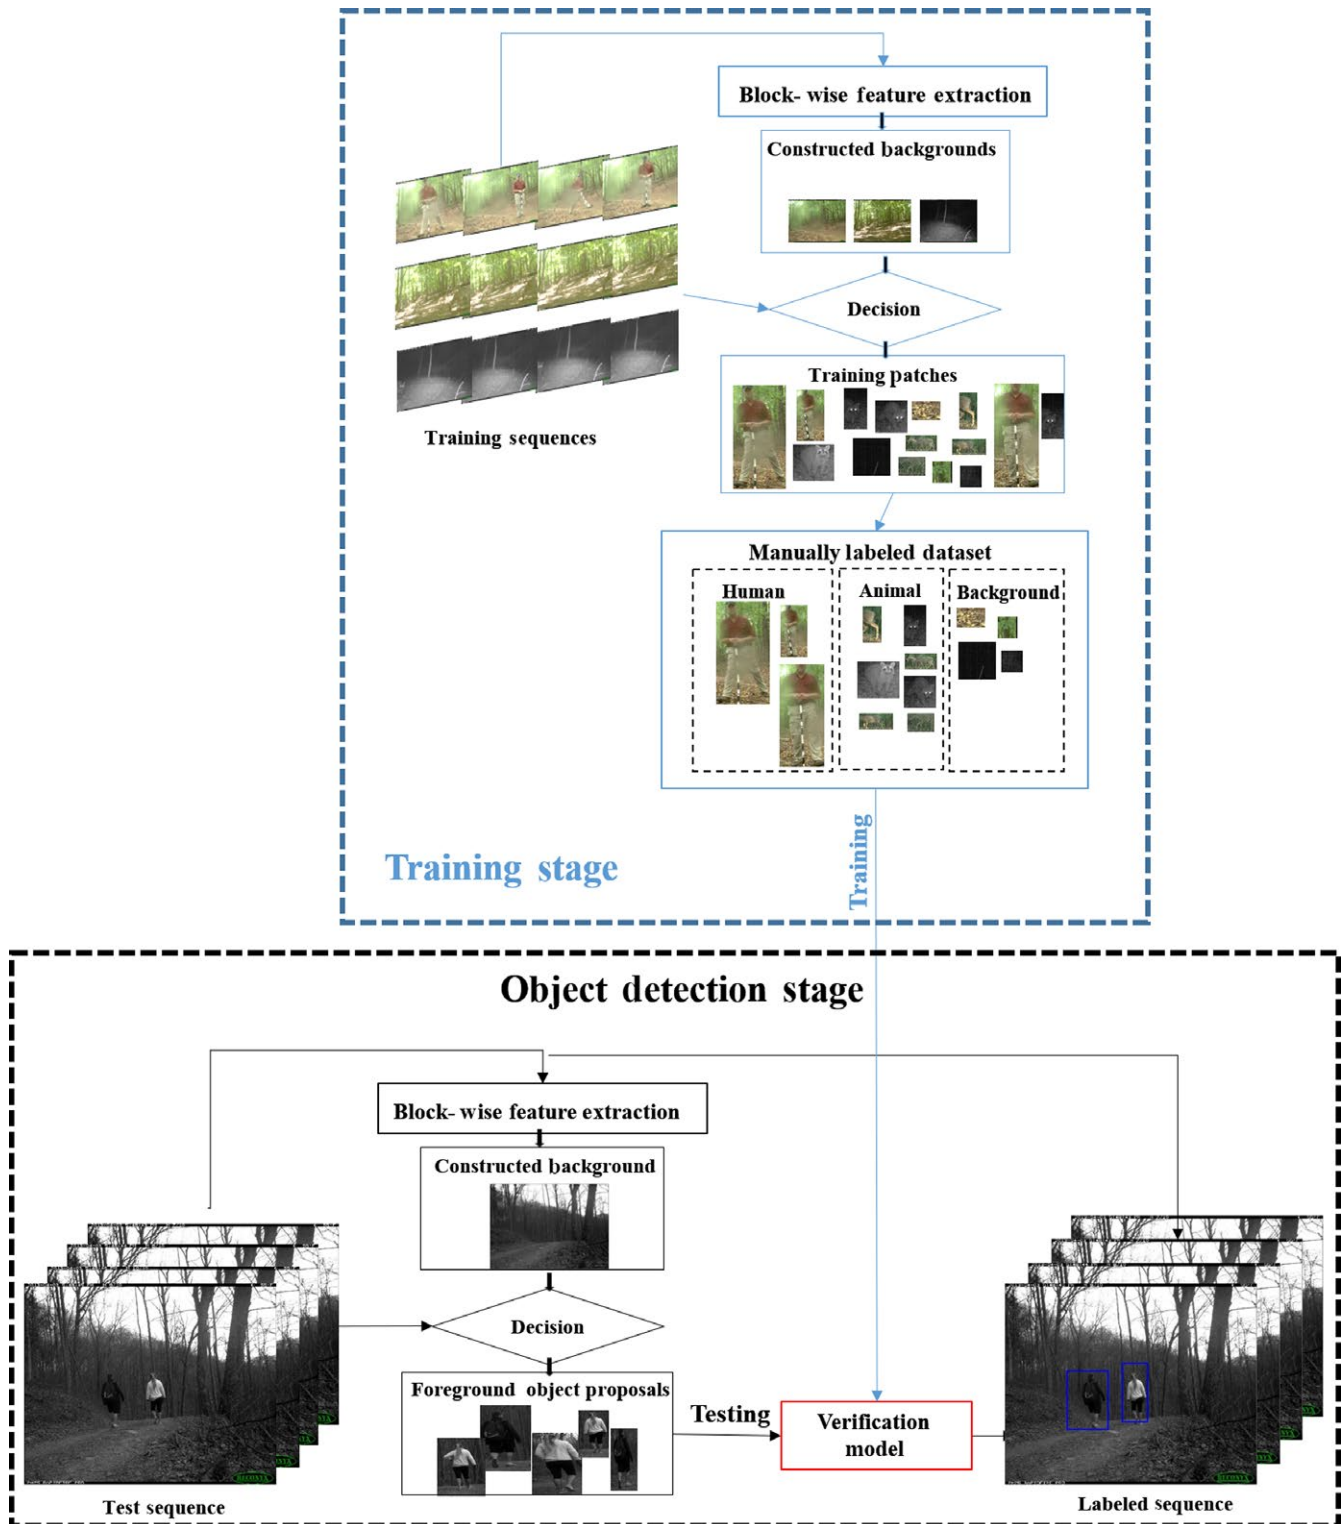 Block- wise feature extraction
Constructed backgrounds
Decision
Training patches
Training sequences
Manually labeled dataset
Human
Animal
Background
Training
Training stage
Object detection stage
Block- wise feature extraction
Constructed background
Decision
Foreground object proposals
Testing
Verification
model
Test sequence
Labeled sequence
RECONYX